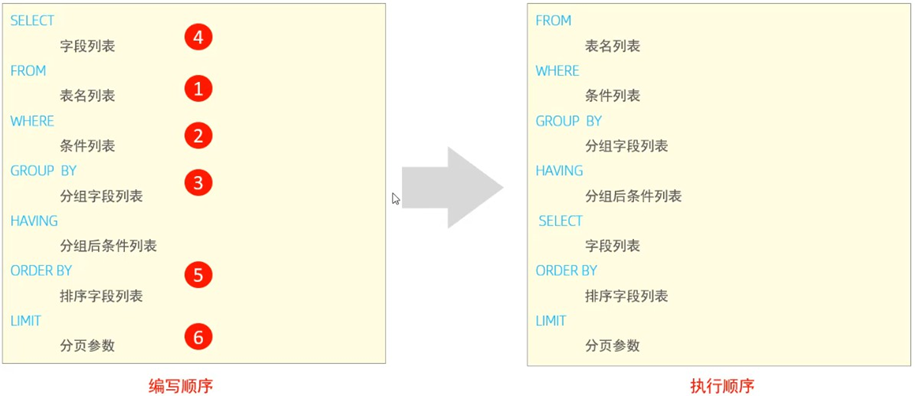 SELECT
字段列表
4
FROM
表名列表
1
WHERE
条件列表
2
GROUP BY
分组字段列表
3
HAVING
分组后条件列表
ORDER BY
5
排序字段列表
LIMIT
分页参数
6
编写顺序
FROM
表名列表
WHERE
条件列表
GROUP BY
分组字段列表
HAVING
分组后条件列表
SELECT
字段列表
ORDER BY
排序字段列表
LIMIT
分页参数
执行顺序